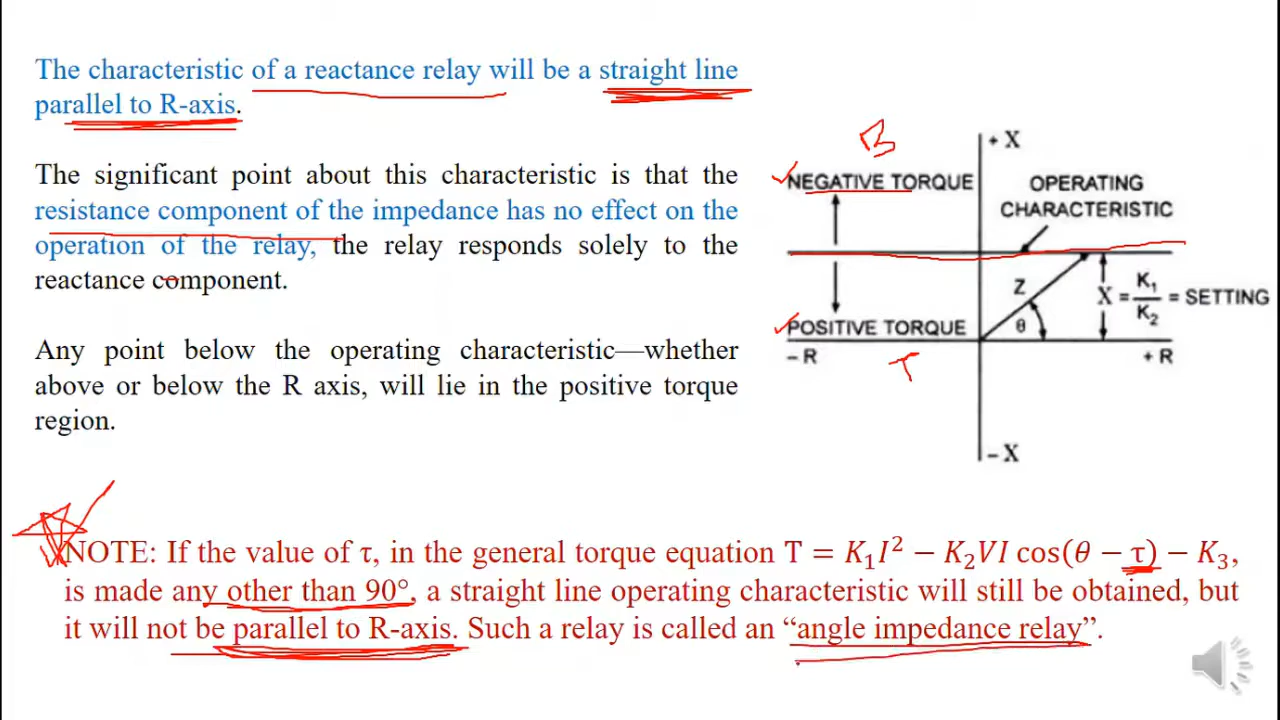 The characteristic of a reactance relay will be a straight line
parallel to R-axis.
The significant point about this characteristic is that the
resistance component of the impedance has no effect on the
operation of the relay, the relay responds solely to the
reactance component.
Any point below the operating characteristic—whether
above or below the R axis, will lie in the positive torque
region.
B
+ X
NEGATIVE TORQUE
OPERATING
CHARACTERISTIC
Z
θ
X = K₁/K₂ = SETTING
POSITIVE TORQUE
– R
+ R
T
– X
NOTE: If the value of τ, in the general torque equation T = K₁I² − K₂VI cos(θ − τ) − K₃,
is made any other than 90°, a straight line operating characteristic will still be obtained, but
it will not be parallel to R-axis. Such a relay is called an “angle impedance relay”.